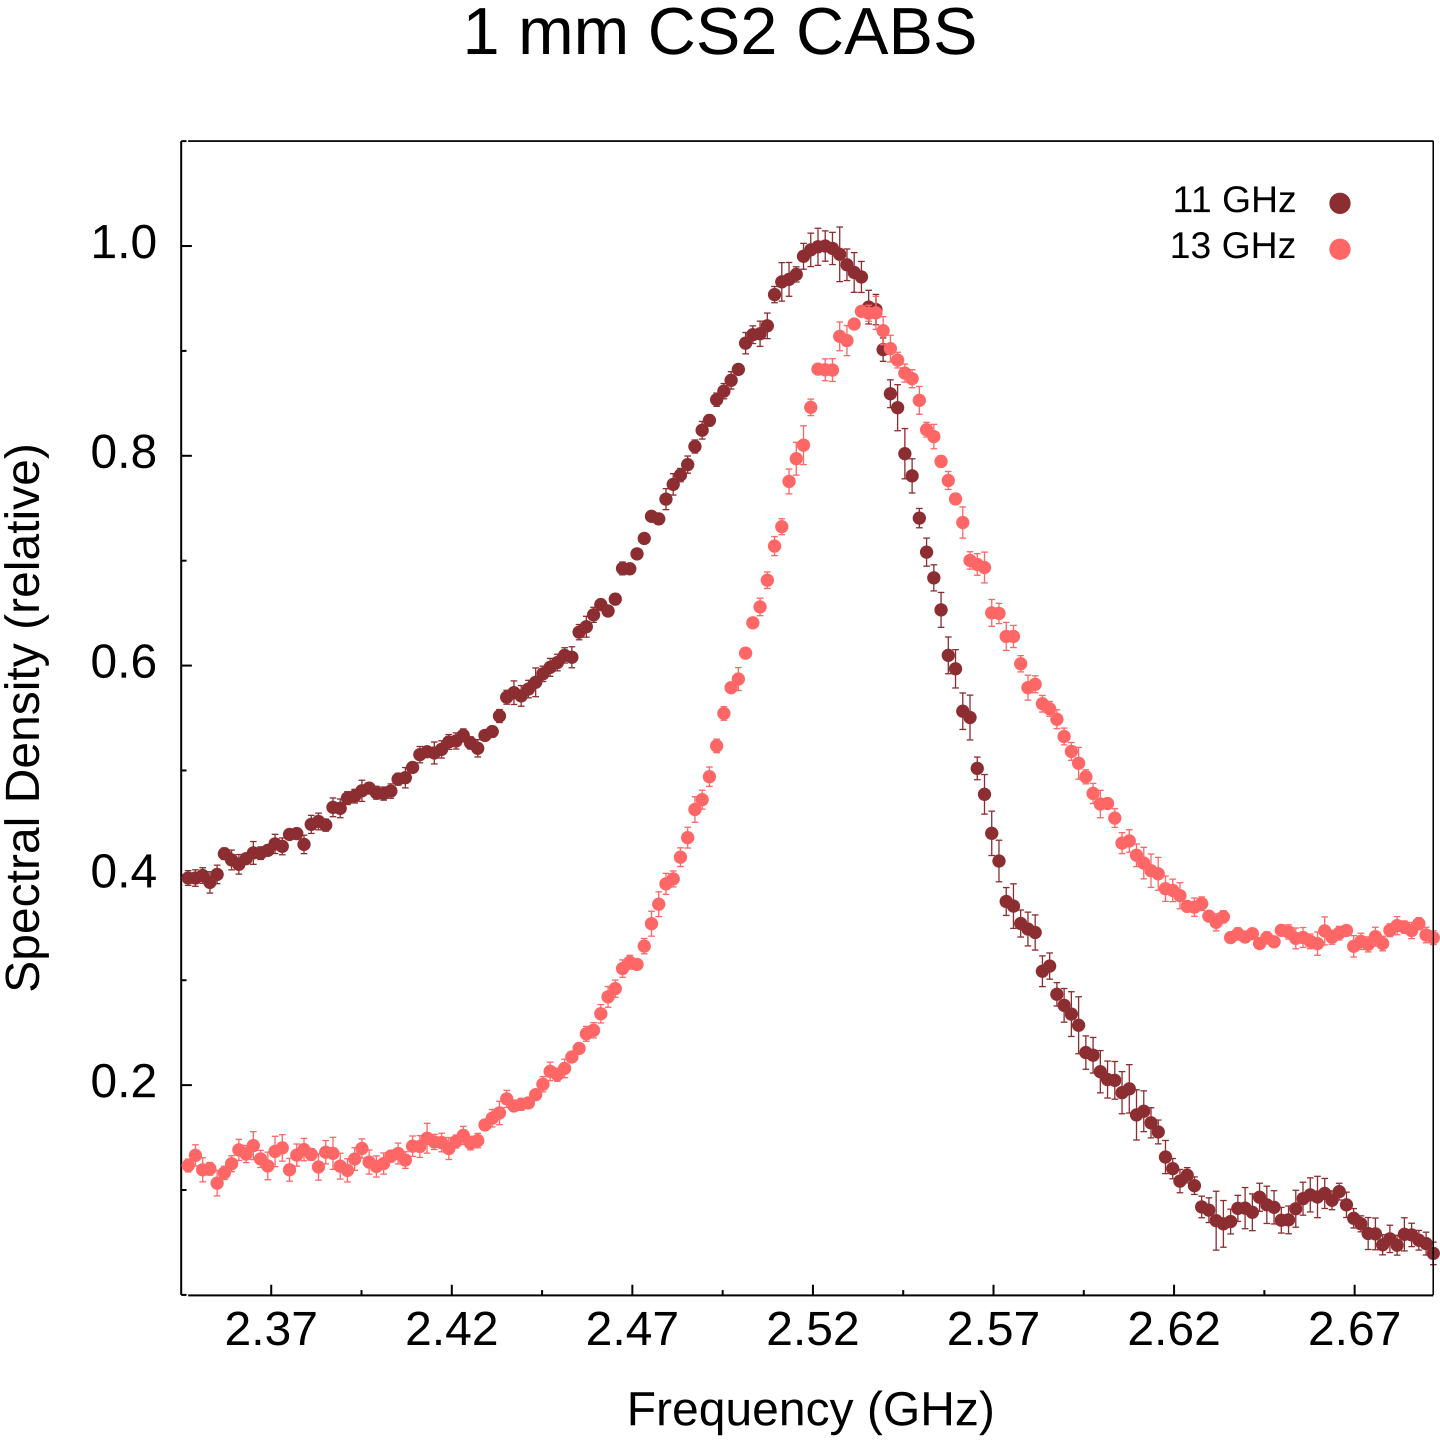 1 mm CS2 CABS
11 GHz
13 GHz
Spectral Density (relative)
1.0
0.8
0.6
0.4
0.2
2.37 2.42 2.47 2.52 2.57 2.62 2.67
Frequency (GHz)